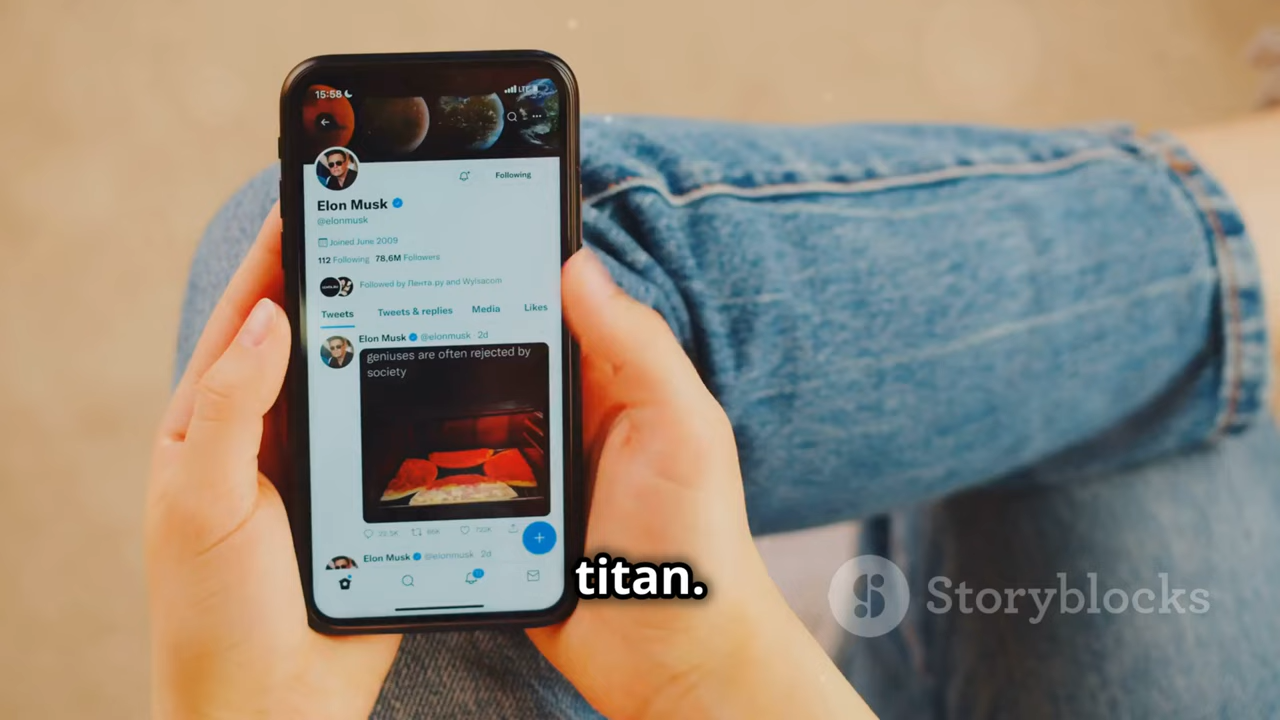 15:58
LTE
Following
Elon Musk
@elonmusk
Joined June 2009
112 Following 78,6M Followers
Followed by Лента.ру and Wylsacom
Tweets Tweets & replies Media Likes
Elon Musk @elonmusk · 2d
geniuses are often rejected by
society
Elon Musk @elonmusk · 2d
titan.
Storyblocks